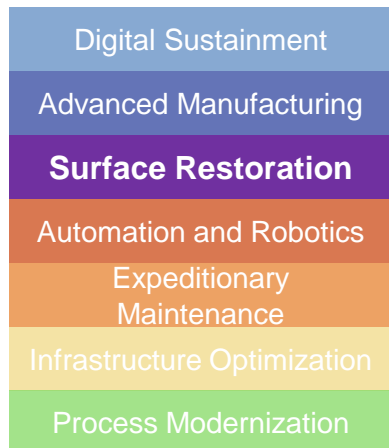 Digital Sustainment
Advanced Manufacturing
Surface Restoration
Automation and Robotics
Expeditionary
Maintenance
Infrastructure Optimization
Process Modernization